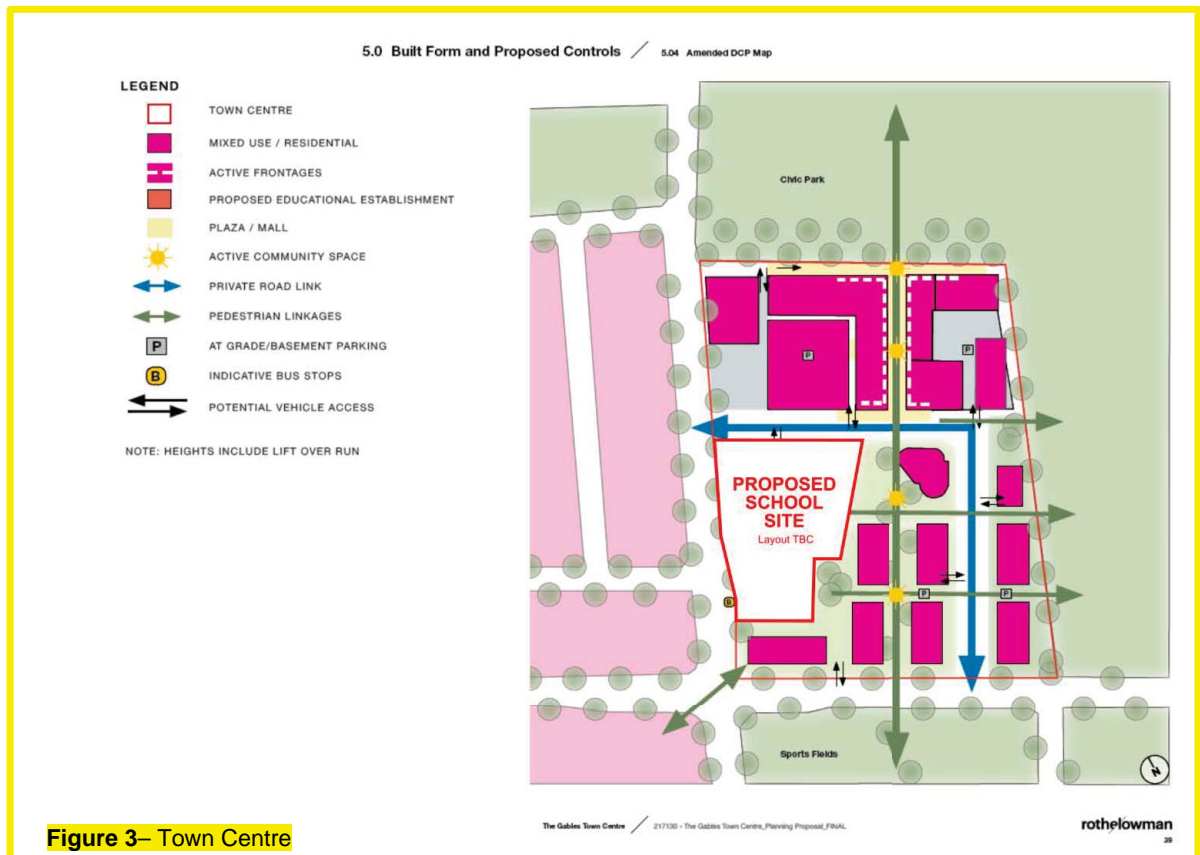 5.0 Built Form and Proposed Controls / 5.04 Amended DCP Map
LEGEND
TOWN CENTRE
MIXED USE / RESIDENTIAL
ACTIVE FRONTAGES
PROPOSED EDUCATIONAL ESTABLISHMENT
PLAZA / MALL
ACTIVE COMMUNITY SPACE
PRIVATE ROAD LINK
PEDESTRIAN LINKAGES
P AT GRADE/BASEMENT PARKING
B INDICATIVE BUS STOPS
POTENTIAL VEHICLE ACCESS
NOTE: HEIGHTS INCLUDE LIFT OVER RUN
Civic Park
P
P
PROPOSED
SCHOOL
SITE
Layout TBC
B
P
P
Sports Fields
N
The Gables Town Centre / 217130 - The Gables Town Centre_Planning Proposal_FINAL
rothelowman
39
Figure 3– Town Centre